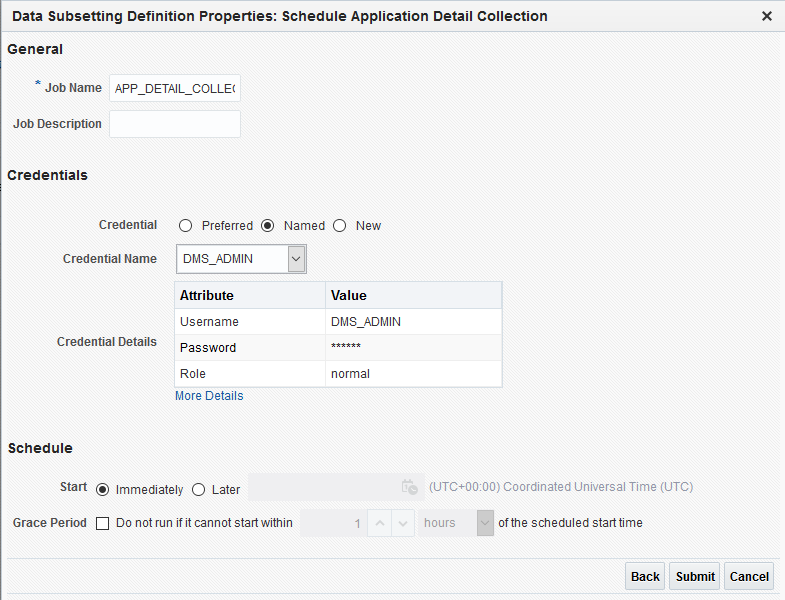 Data Subsetting Definition Properties: Schedule Application Detail Collection
General
* Job Name APP_DETAIL_COLLEC
Job Description
Credentials
Credential Preferred Named New
Credential Name DMS_ADMIN
Attribute Value
Username DMS_ADMIN
Credential Details
Password ******
Role normal
More Details
Schedule
Start Immediately Later (UTC+00:00) Coordinated Universal Time (UTC)
Grace Period Do not run if it cannot start within 1 hours of the scheduled start time
Back Submit Cancel